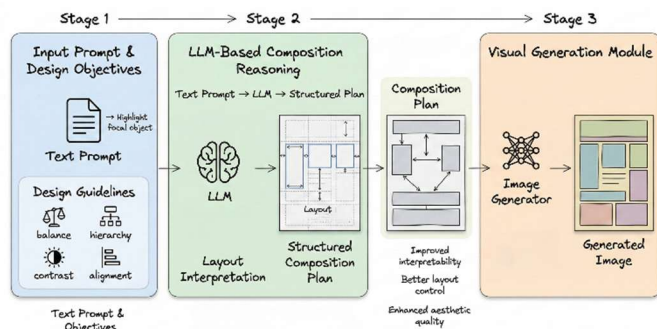 Stage 1
Stage 2
Stage 3
Input Prompt &
Design Objectives
→ Highlight
focal object
Text Prompt
Design Guidelines
balance
hierarchy
contrast
alignment
Text Prompt &
Objectives
LLM-Based Composition
Reasoning
Text Prompt → LLM → Structured Plan
LLM
Layout
Layout
Interpretation
Structured
Composition
Plan
Composition
Plan
Improved
interpretability
Better layout
control
Enhanced aesthetic
quality
Visual Generation Module
Image
Generator
Generated
Image